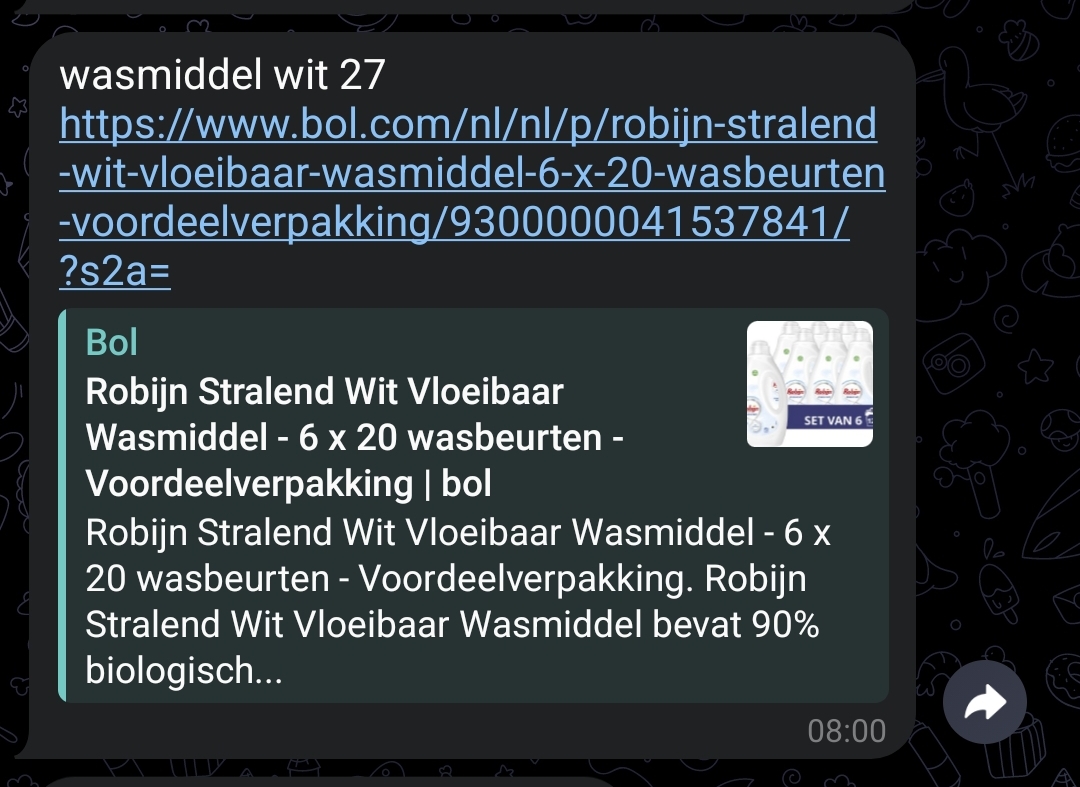 wasmiddel wit 27
https://www.bol.com/nl/nl/p/robijn-stralend
-wit-vloeibaar-wasmiddel-6-x-20-wasbeurten
-voordeelverpakking/9300000041537841/
?s2a=
Bol
Robijn Stralend Wit Vloeibaar
Wasmiddel - 6 x 20 wasbeurten -
Voordeelverpakking | bol
SET VAN 6
Robijn Stralend Wit Vloeibaar Wasmiddel - 6 x
20 wasbeurten - Voordeelverpakking. Robijn
Stralend Wit Vloeibaar Wasmiddel bevat 90%
biologisch...
08:00